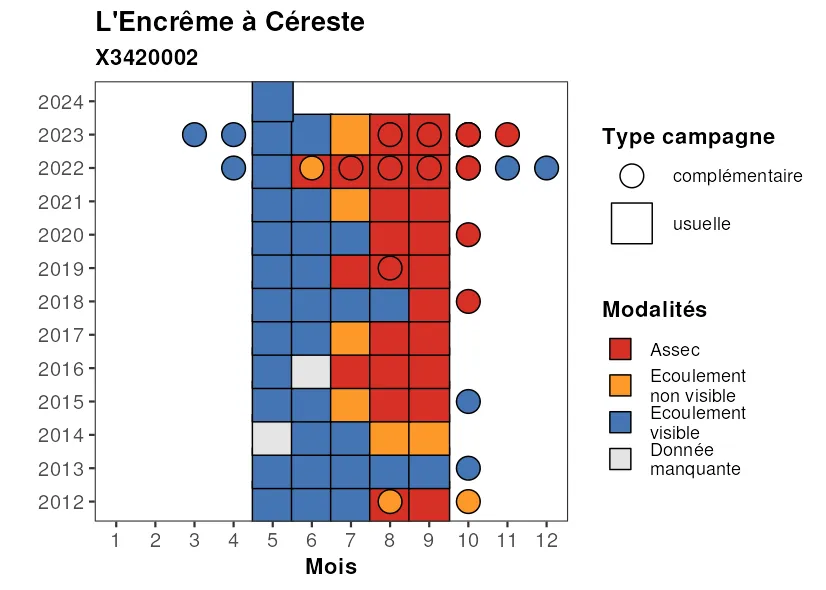 L'Encrême à Céreste
X3420002
2024
2023
2022
2021
2020
2019
2018
2017
2016
2015
2014
2013
2012
1 2 3 4 5 6 7 8 9 10 11 12
Mois
Type campagne
complémentaire
usuelle
Modalités
Assec
Ecoulement
non visible
Ecoulement
visible
Donnée
manquante